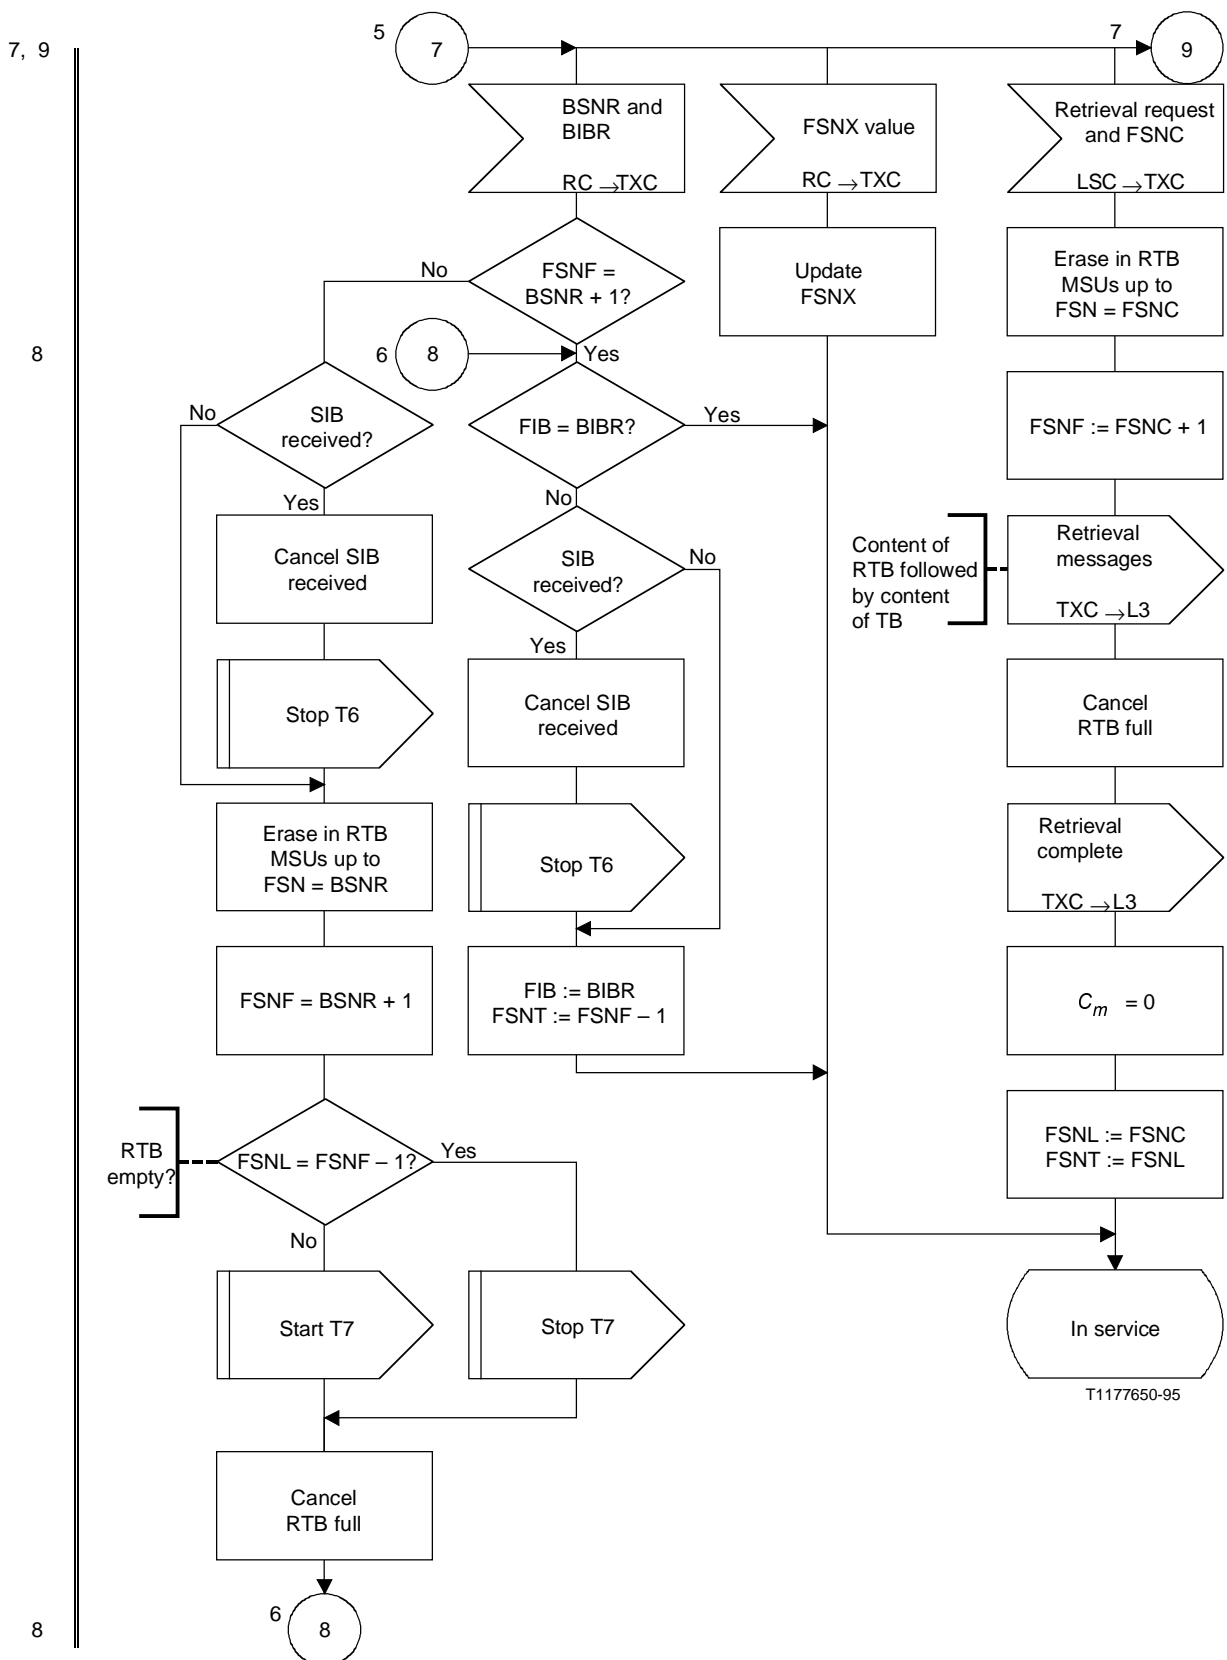 7, 9
5
7
7
9
BSNR and
BIBR
RC → TXC
FSNX value
RC → TXC
Retrieval request
and FSNC
LSC → TXC
No
FSNF =
BSNR + 1?
Update
FSNX
Erase in RTB
MSUs up to
FSN = FSNC
8
6
8
Yes
No
SIB
received?
FIB = BIBR?
Yes
FSNF := FSNC + 1
Yes
No
Cancel SIB
received
SIB
received?
No
Content of
RTB followed
by content
of TB
Retrieval
messages
TXC → L3
Yes
Stop T6
Cancel SIB
received
Cancel
RTB full
Erase in RTB
MSUs up to
FSN = BSNR
Stop T6
Retrieval
complete
TXC → L3
FSNF = BSNR + 1
FIB := BIBR
FSNT := FSNF – 1
Cm = 0
RTB
empty?
FSNL = FSNF – 1?
Yes
FSNL := FSNC
FSNT := FSNL
No
Start T7
Stop T7
In service
T1177650-95
Cancel
RTB full
8
6
8